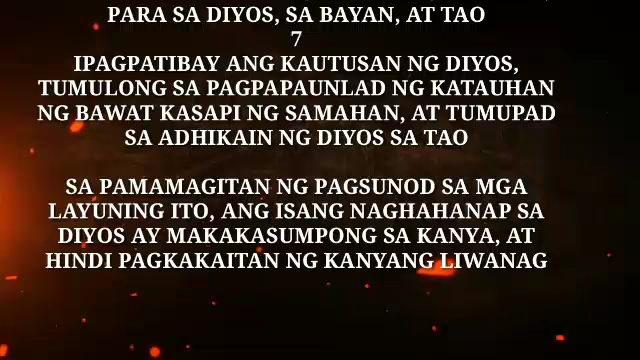 PARA SA DIYOS, SA BAYAN, AT TAO
7
IPAGPATIBAY ANG KAUTUSAN NG DIYOS,
TUMULONG SA PAGPAPAUNLAD NG KATAUHAN
NG BAWAT KASAPI NG SAMAHAN, AT TUMUPAD
SA ADHIKAIN NG DIYOS SA TAO
SA PAMAMAGITAN NG PAGSUNOD SA MGA
LAYUNING ITO, ANG ISANG NAGHAHANAP SA
DIYOS AY MAKAKASUMPONG SA KANYA, AT
HINDI PAGKAKAITAN NG KANYANG LIWANAG